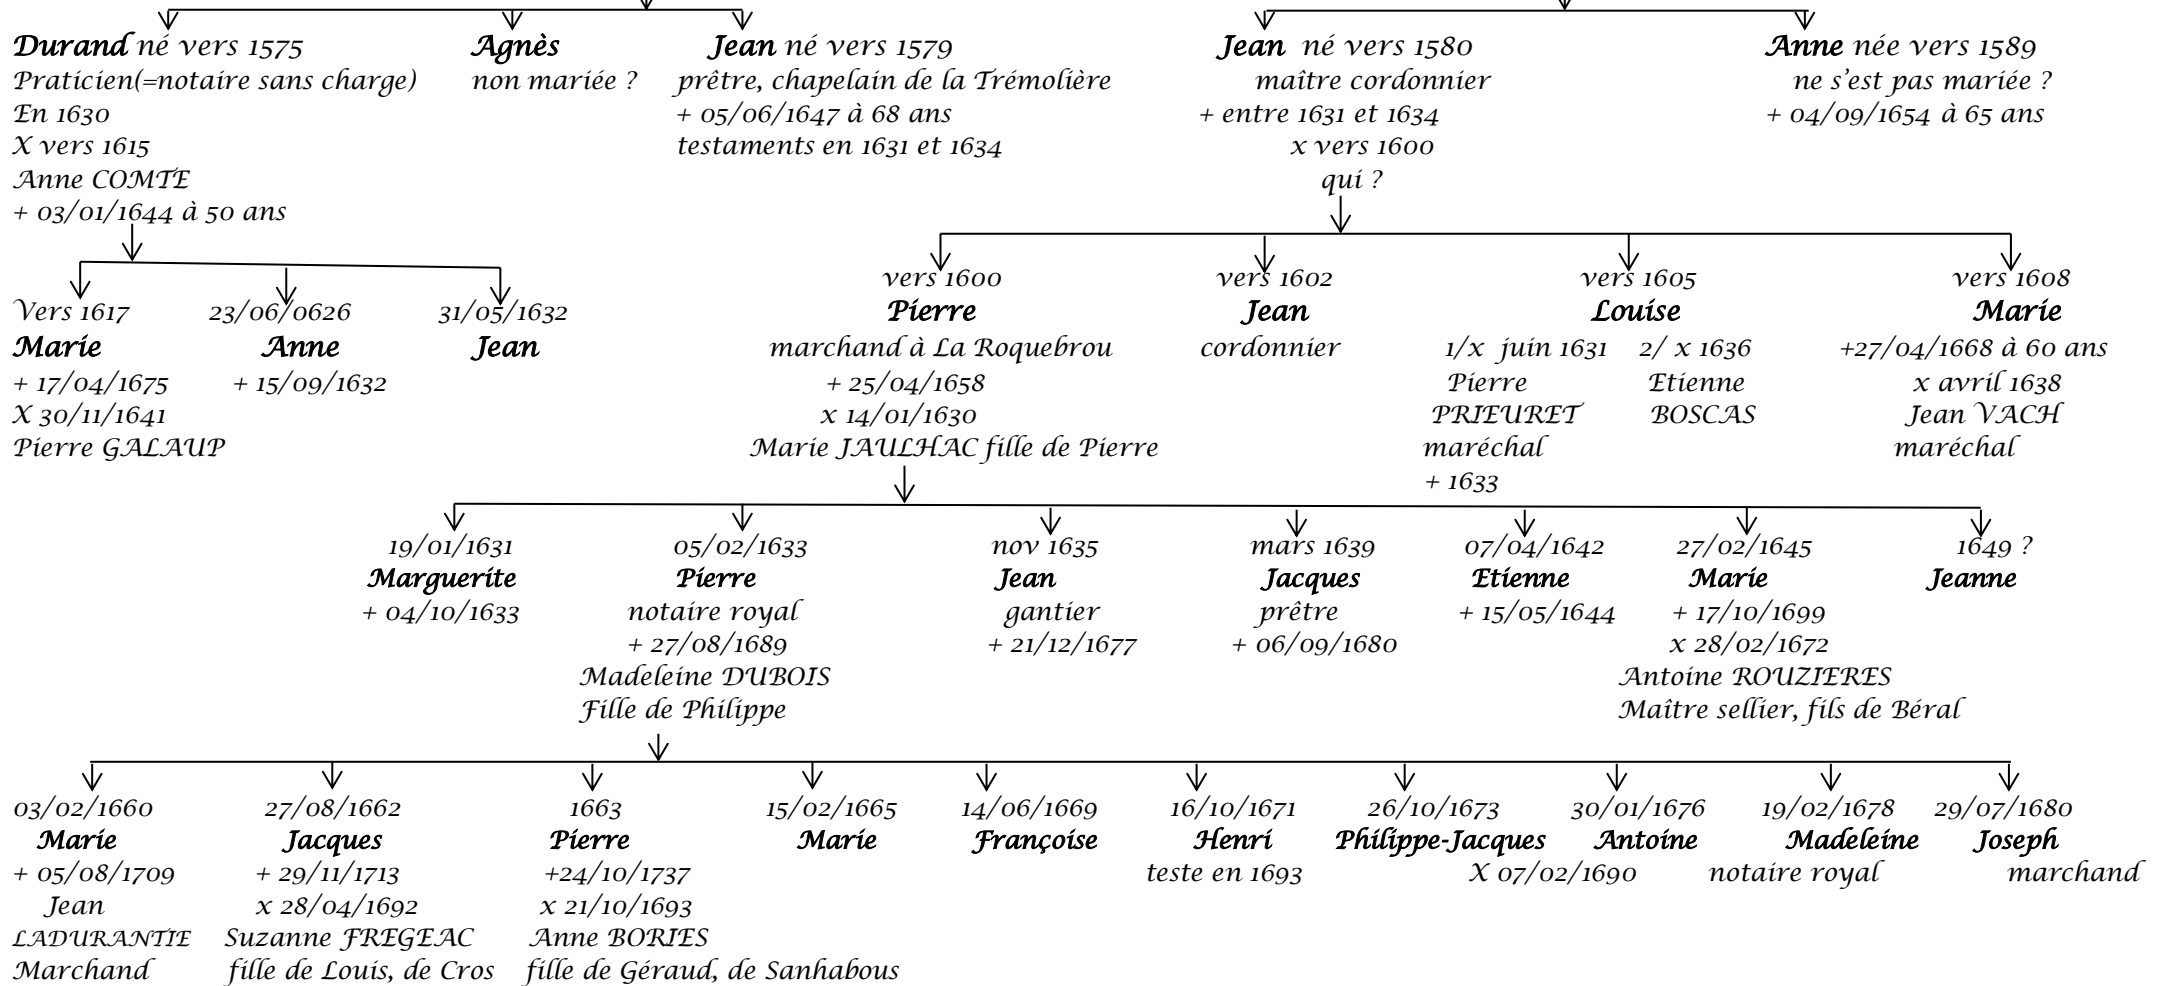 Durand né vers 1575
Praticien(=notaire sans charge)
En 1630
X vers 1615
Anne COMTE
+ 03/01/1644 à 50 ans
Agnès
non mariée ?
Jean né vers 1579
prêtre, chapelain de la Trémolière
+ 05/06/1647 à 68 ans
testaments en 1631 et 1634
Jean né vers 1580
maître cordonnier
+ entre 1631 et 1634
x vers 1600
qui ?
Anne née vers 1589
ne s'est pas mariée ?
+ 04/09/1654 à 65 ans
Vers 1617
Marie
+ 17/04/1675
X 30/11/1641
Pierre GALAUP
23/06/0626
Anne
+ 15/09/1632
31/05/1632
Jean
vers 1600
Pierre
marchand à La Roquebrou
+ 25/04/1658
x 14/01/1630
Marie JAULHAC fille de Pierre
vers 1602
Jean
cordonnier
vers 1605
Louise
1/x juin 1631
Pierre
PRIEURET
maréchal
+ 1633
2/ x 1636
Etienne
BOSCAS
vers 1608
Marie
+27/04/1668 à 60 ans
x avril 1638
Jean VACH
maréchal
19/01/1631
Marguerite
+ 04/10/1633
05/02/1633
Pierre
notaire royal
+ 27/08/1689
Madeleine DUBOIS
Fille de Philippe
nov 1635
Jean
gantier
+ 21/12/1677
mars 1639
Jacques
prêtre
+ 06/09/1680
07/04/1642
Etienne
+ 15/05/1644
27/02/1645
Marie
+ 17/10/1699
x 28/02/1672
Antoine ROUZIERES
Maître sellier, fils de Béral
1649 ?
Jeanne
03/02/1660
Marie
+ 05/08/1709
Jean
LADURANTIE
Marchand
27/08/1662
Jacques
+ 29/11/1713
x 28/04/1692
Suzanne FREGEAC
fille de Louis, de Cros
1663
Pierre
+24/10/1737
x 21/10/1693
Anne BORIES
fille de Géraud, de Sanhabous
15/02/1665
Marie
14/06/1669
Françoise
16/10/1671
Henri
teste en 1693
26/10/1673
Philippe-Jacques
X 07/02/1690
30/01/1676
Antoine
notaire royal
19/02/1678
Madeleine
29/07/1680
Joseph
marchand